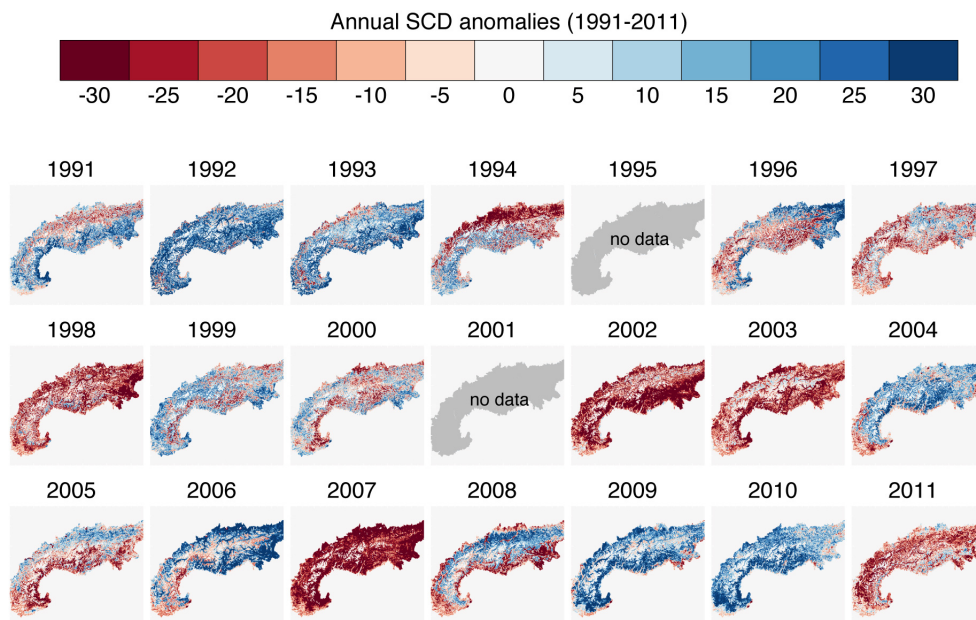 Annual SCD anomalies (1991-2011)
-30 -25 -20 -15 -10 -5 0 5 10 15 20 25 30
1991 1992 1993 1994 1995 1996 1997
no data
1998 1999 2000 2001 2002 2003 2004
no data
2005 2006 2007 2008 2009 2010 2011